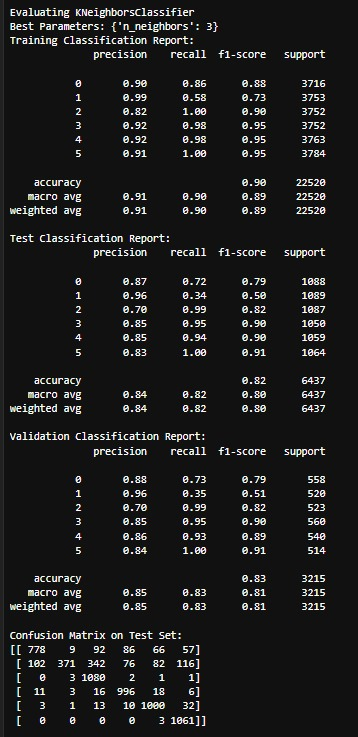 Evaluating KNeighborsClassifier
Best Parameters: {'n_neighbors': 3}
Training Classification Report:
              precision    recall  f1-score   support

           0       0.90      0.86      0.88      3716
           1       0.99      0.58      0.73      3753
           2       0.82      1.00      0.90      3752
           3       0.92      0.98      0.95      3752
           4       0.92      0.98      0.95      3763
           5       0.91      1.00      0.95      3784

    accuracy                           0.90     22520
   macro avg       0.91      0.90      0.89     22520
weighted avg       0.91      0.90      0.89     22520

Test Classification Report:
              precision    recall  f1-score   support

           0       0.87      0.72      0.79      1088
           1       0.96      0.34      0.50      1089
           2       0.70      0.99      0.82      1087
           3       0.85      0.95      0.90      1050
           4       0.85      0.94      0.90      1059
           5       0.83      1.00      0.91      1064

    accuracy                           0.82      6437
   macro avg       0.84      0.82      0.80      6437
weighted avg       0.84      0.82      0.80      6437

Validation Classification Report:
              precision    recall  f1-score   support

           0       0.88      0.73      0.79       558
           1       0.96      0.35      0.51       520
           2       0.70      0.99      0.82       523
           3       0.85      0.95      0.90       560
           4       0.86      0.93      0.89       540
           5       0.84      1.00      0.91       514

    accuracy                           0.83      3215
   macro avg       0.85      0.83      0.81      3215
weighted avg       0.85      0.83      0.81      3215

Confusion Matrix on Test Set:
[[ 778    9   92   86   66   57]
 [ 102  371  342   76   82  116]
 [   0    3 1080    2    1    1]
 [  11    3   16  996   18    6]
 [   3    1   13   10 1000   32]
 [   0    0    0    0    3 1061]]